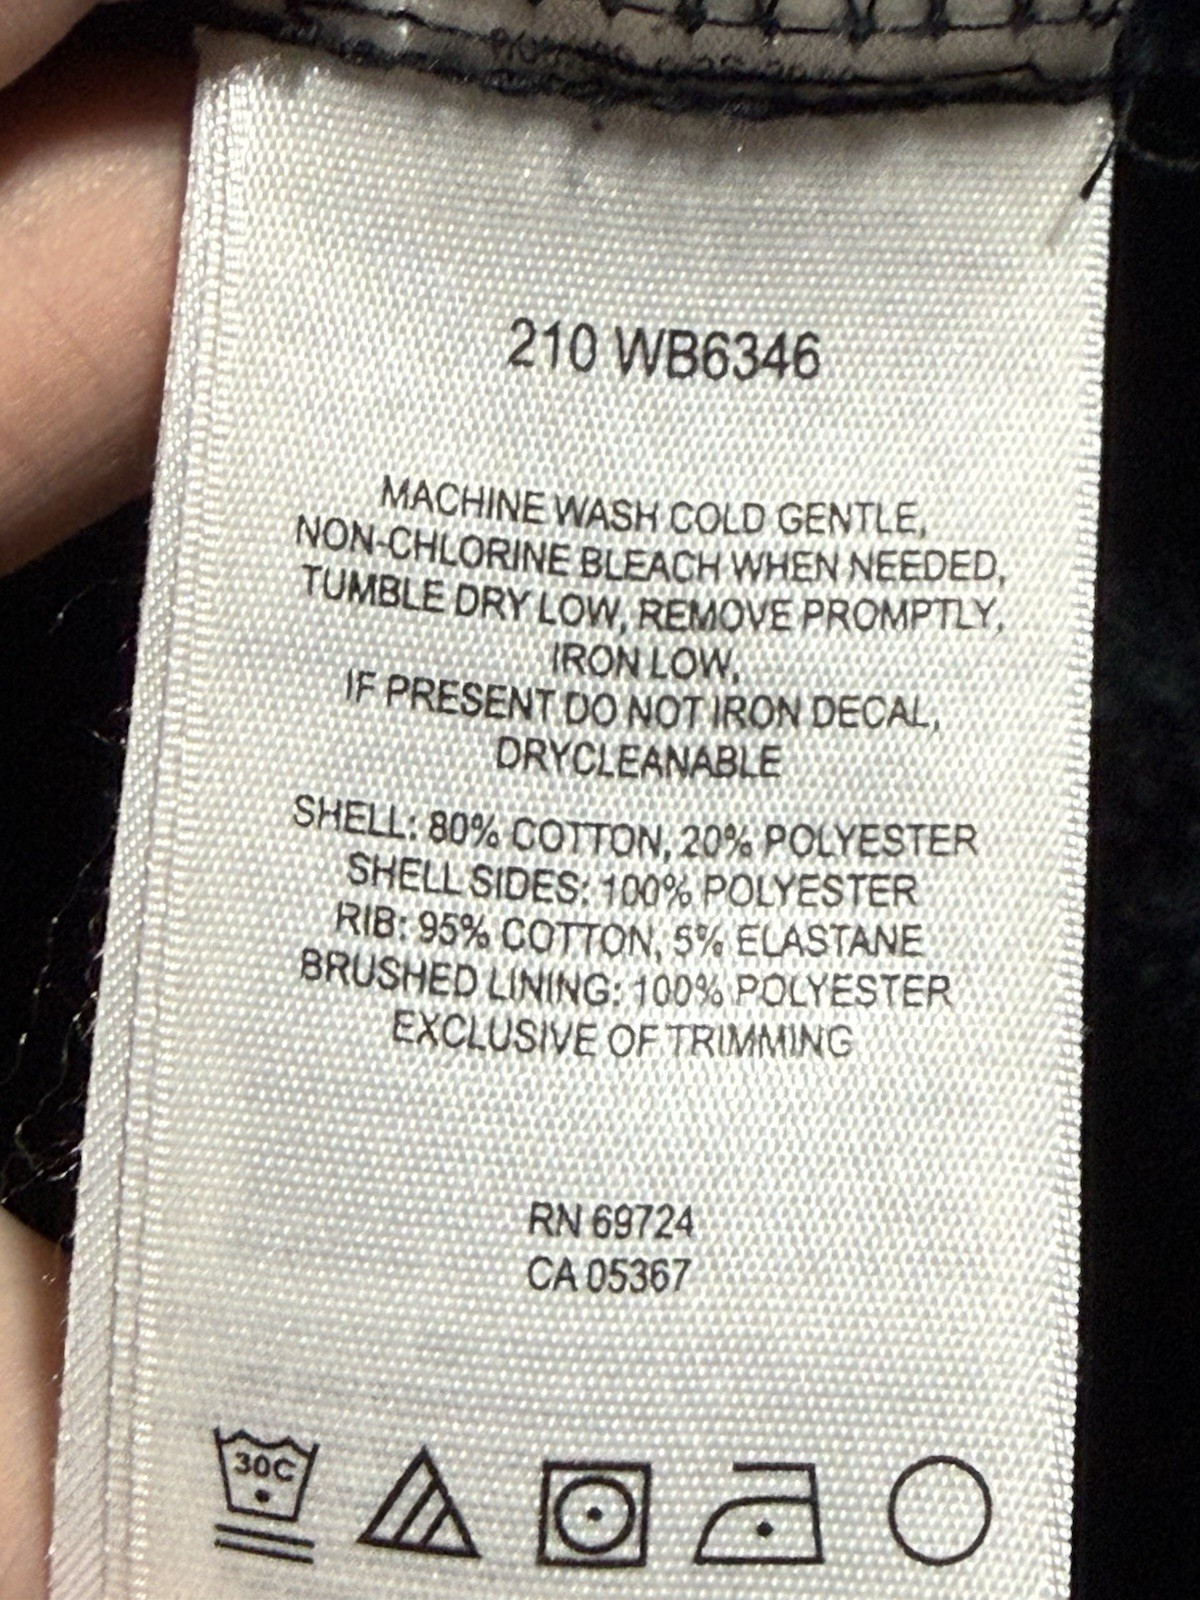 210 WB6346
MACHINE WASH COLD GENTLE,
NON-CHLORINE BLEACH WHEN NEEDED,
TUMBLE DRY LOW, REMOVE PROMPTLY,
IRON LOW,
IF PRESENT DO NOT IRON DECAL,
DRYCLEANABLE
SHELL: 80% COTTON, 20% POLYESTER
SHELL SIDES: 100% POLYESTER
RIB: 95% COTTON, 5% ELASTANE
BRUSHED LINING: 100% POLYESTER
EXCLUSIVE OF TRIMMING
RN 69724
CA 05367
30C